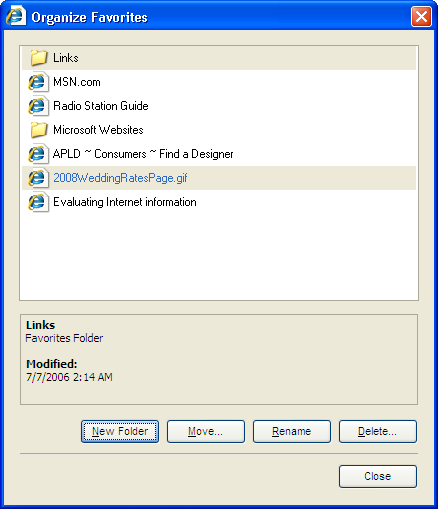 Organize Favorites
Links
MSN.com
Radio Station Guide
Microsoft Websites
APLD ~ Consumers ~ Find a Designer
2008WeddingRatesPage.gif
Evaluating Internet information
Links
Favorites Folder
Modified:
7/7/2006 2:14 AM
New Folder Move... Rename Delete...
Close